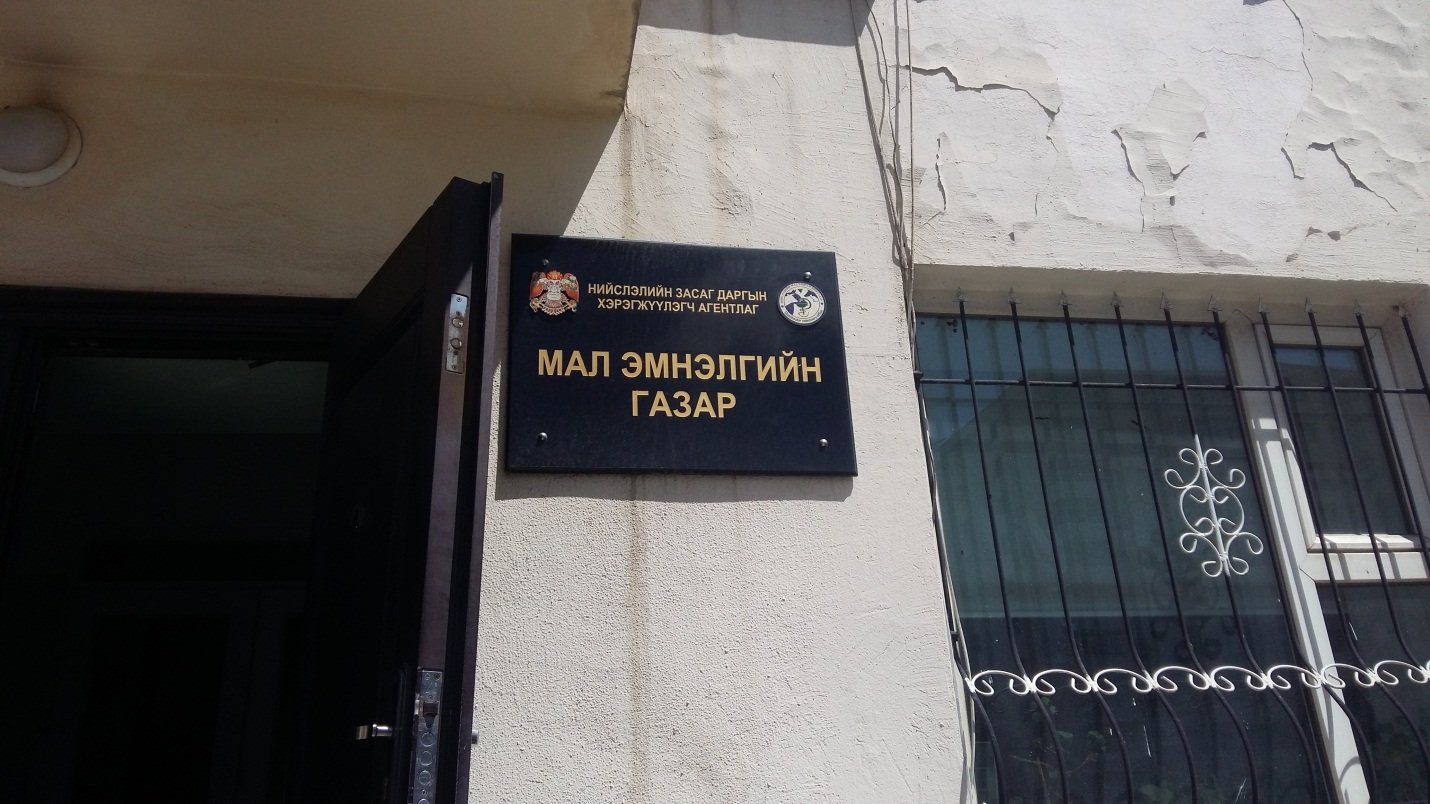 НИЙСЛЭЛИЙН ЗАСАГ ДАРГЫН
ХЭРЭГЖҮҮЛЭГЧ АГЕНТЛАГ
МАЛ ЭМНЭЛГИЙН
ГАЗАР